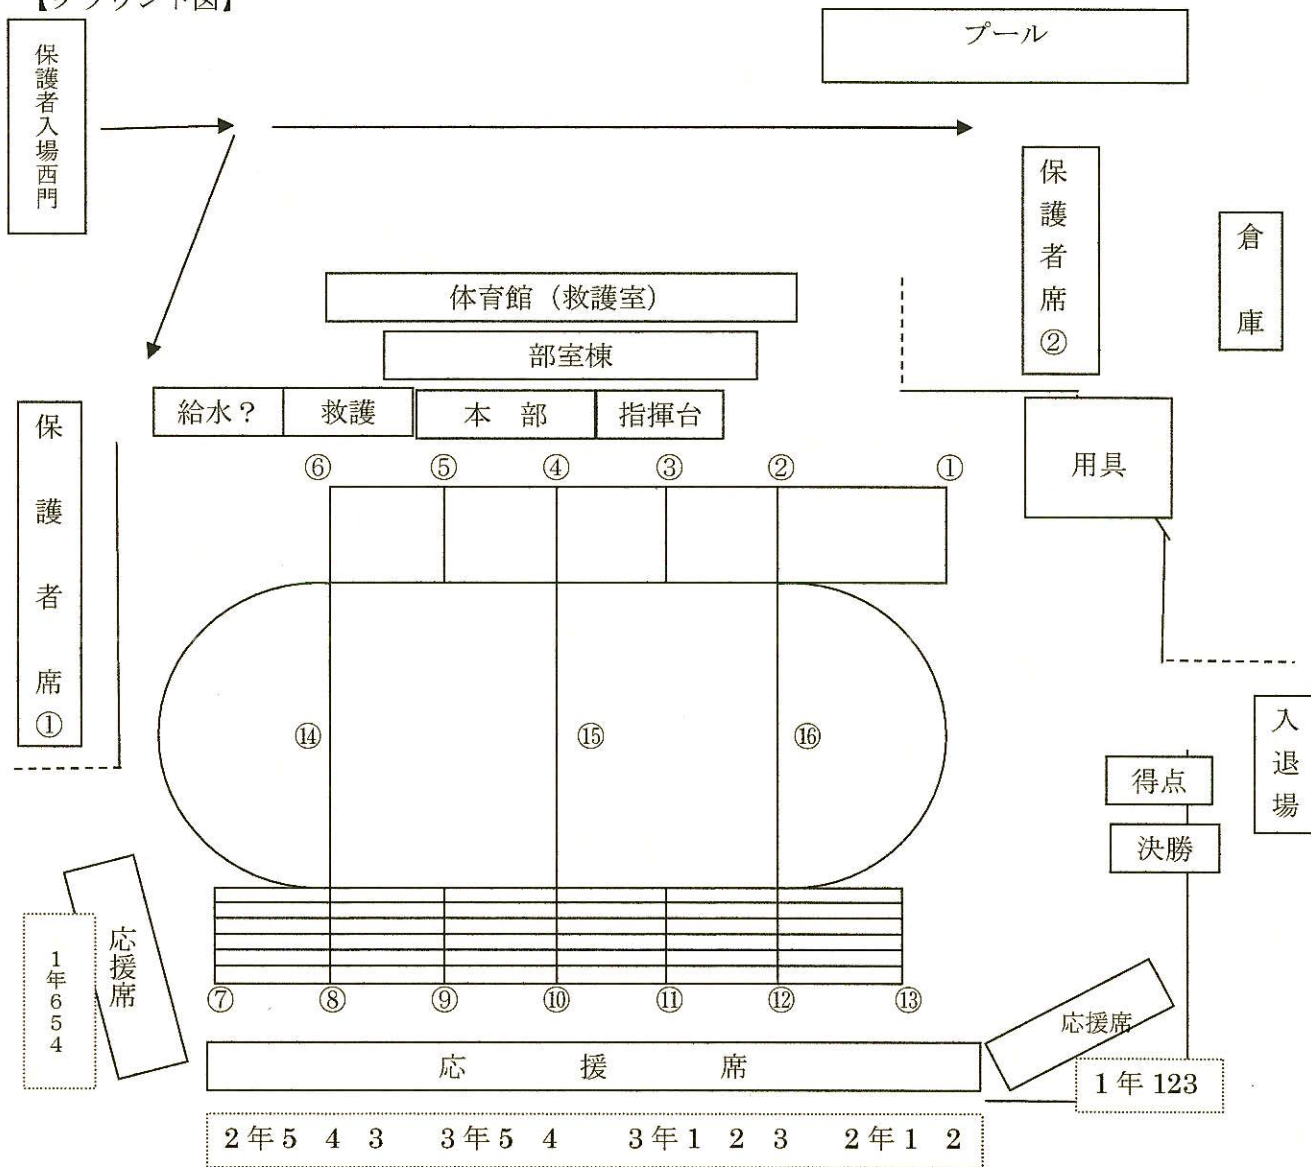 【グラウンド図】
プール
保護者入場西門
保護者席②
倉庫
体育館（救護室）
部室棟
給水？ 救護 本 部 指揮台
用具
保護者席①
⑥ ⑤ ④ ③ ② ①
⑭ ⑮ ⑯
入退場
得点
決勝
応援席
1年654
⑦ ⑧ ⑨ ⑩ ⑪ ⑫ ⑬
応援席
応 援 席
1年 123
2年5 4 3 3年5 4 3年1 2 3 2年1 2